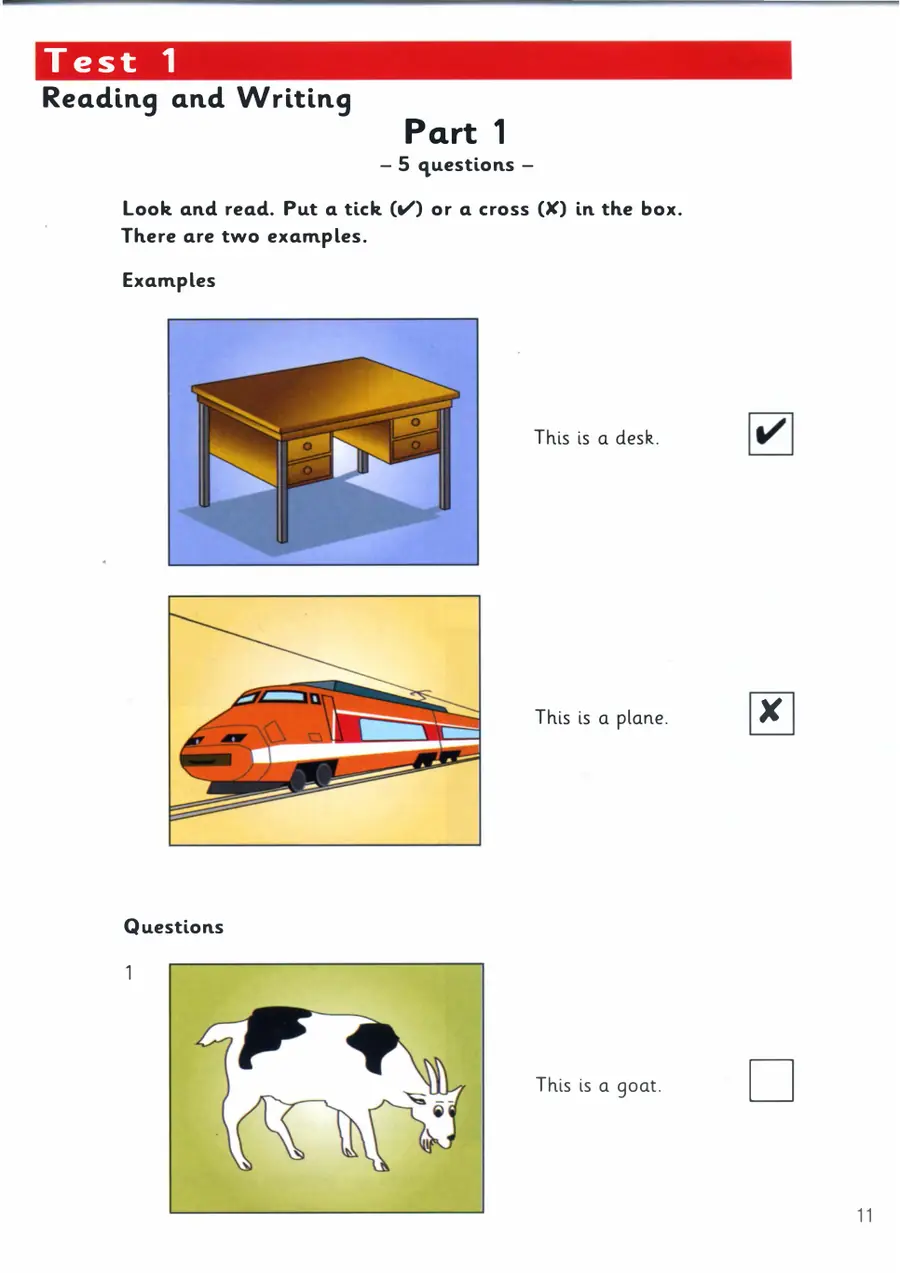 Test 1
Reading and Writing
Part 1
– 5 questions –
Look and read. Put a tick (✔) or a cross (✘) in the box.
There are two examples.
Examples
This is a desk. ✔
This is a plane. ✘
Questions
1
This is a goat.
11